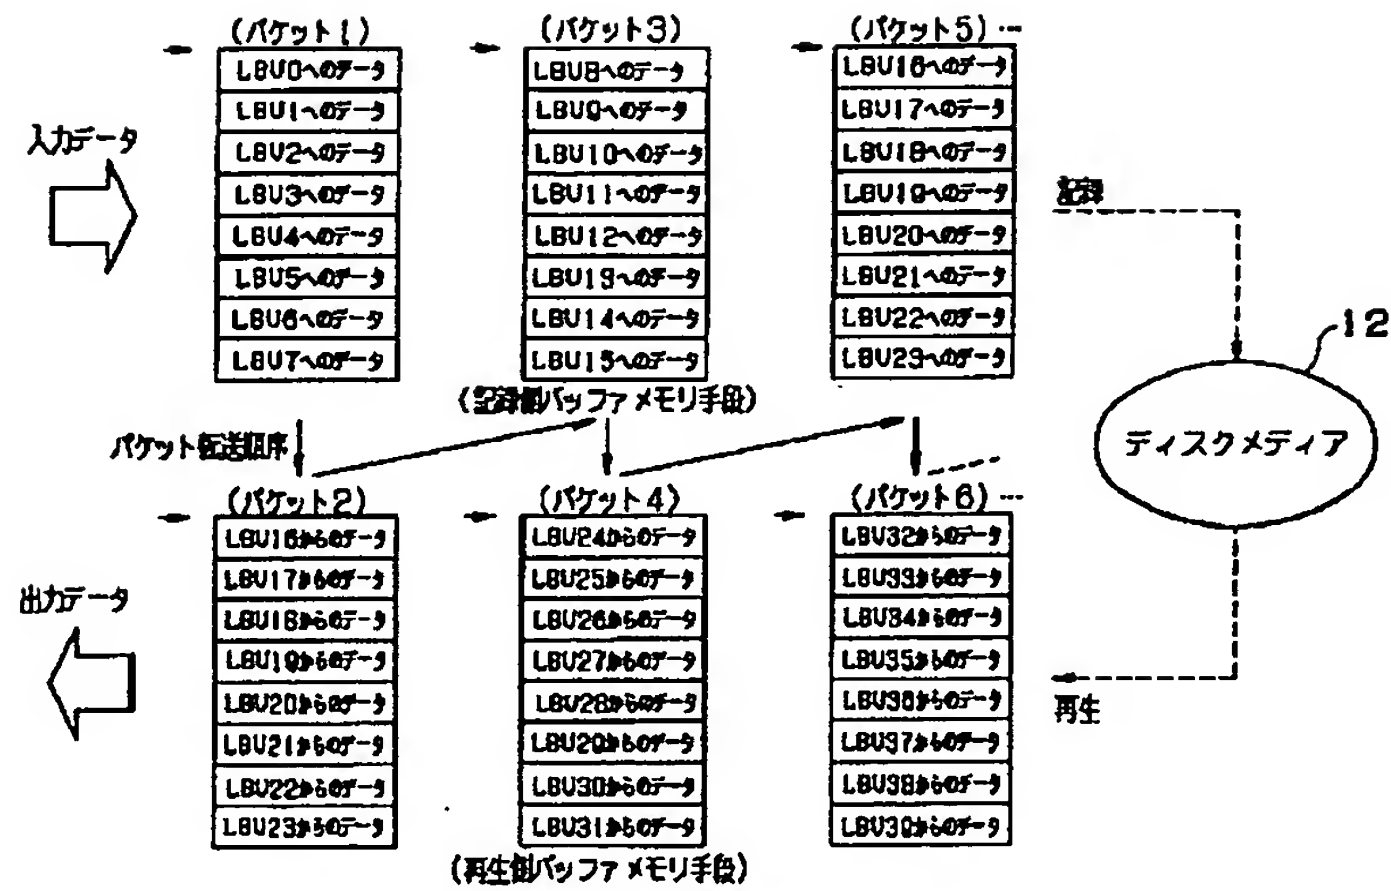 (パケット1)
LBU0へのデータ
LBU1へのデータ
LBU2へのデータ
LBU3へのデータ
LBU4へのデータ
LBU5へのデータ
LBU6へのデータ
LBU7へのデータ
(パケット3)
LBU8へのデータ
LBU9へのデータ
LBU10へのデータ
LBU11へのデータ
LBU12へのデータ
LBU13へのデータ
LBU14へのデータ
LBU15へのデータ
(パケット5)…
LBU16へのデータ
LBU17へのデータ
LBU18へのデータ
LBU19へのデータ
LBU20へのデータ
LBU21へのデータ
LBU22へのデータ
LBU23へのデータ
入力データ
記録
12
ディスクメディア
(記録側バッファメモリ手段)
パケット転送順序
(パケット2)
LBU16からのデータ
LBU17からのデータ
LBU18からのデータ
LBU19からのデータ
LBU20からのデータ
LBU21からのデータ
LBU22からのデータ
LBU23からのデータ
(パケット4)
LBU24からのデータ
LBU25からのデータ
LBU26からのデータ
LBU27からのデータ
LBU28からのデータ
LBU29からのデータ
LBU30からのデータ
LBU31からのデータ
(パケット6)…
LBU32からのデータ
LBU33からのデータ
LBU34からのデータ
LBU35からのデータ
LBU36からのデータ
LBU37からのデータ
LBU38からのデータ
LBU39からのデータ
出力データ
再生
(再生側バッファメモリ手段)